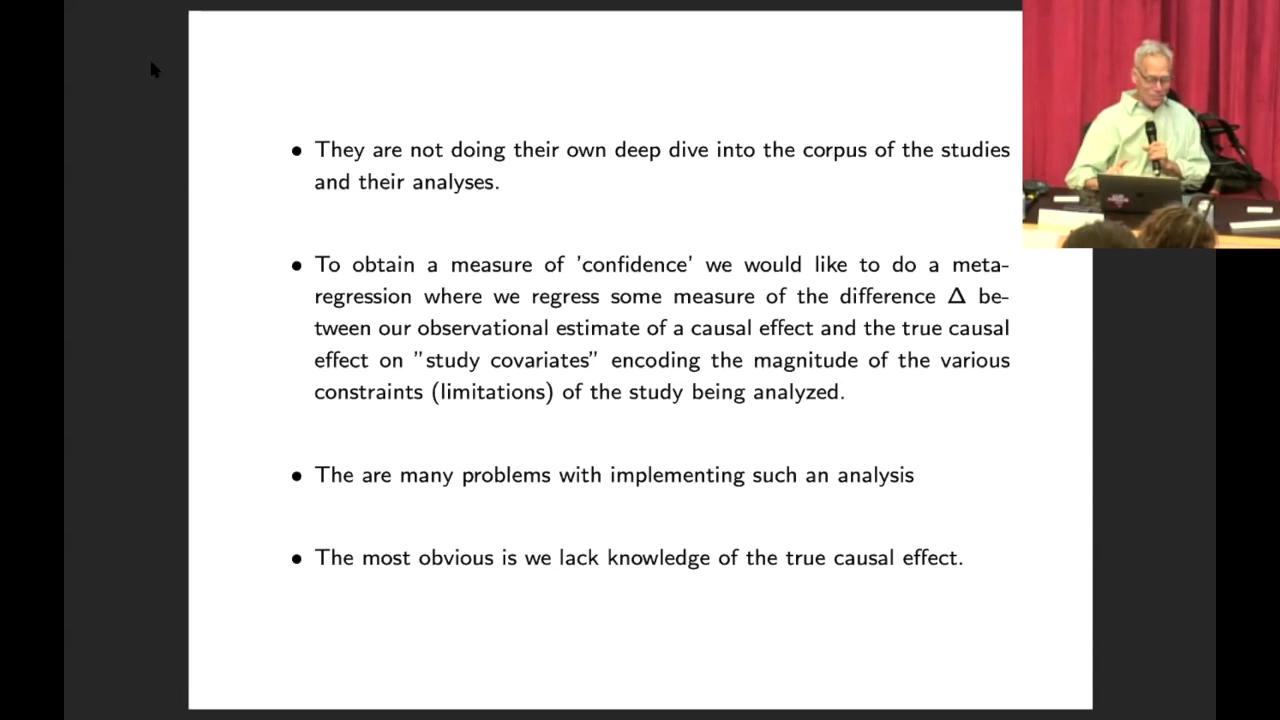 • They are not doing their own deep dive into the corpus of the studies
and their analyses.
• To obtain a measure of 'confidence' we would like to do a meta-
regression where we regress some measure of the difference Δ be-
tween our observational estimate of a causal effect and the true causal
effect on "study covariates" encoding the magnitude of the various
constraints (limitations) of the study being analyzed.
• The are many problems with implementing such an analysis
• The most obvious is we lack knowledge of the true causal effect.